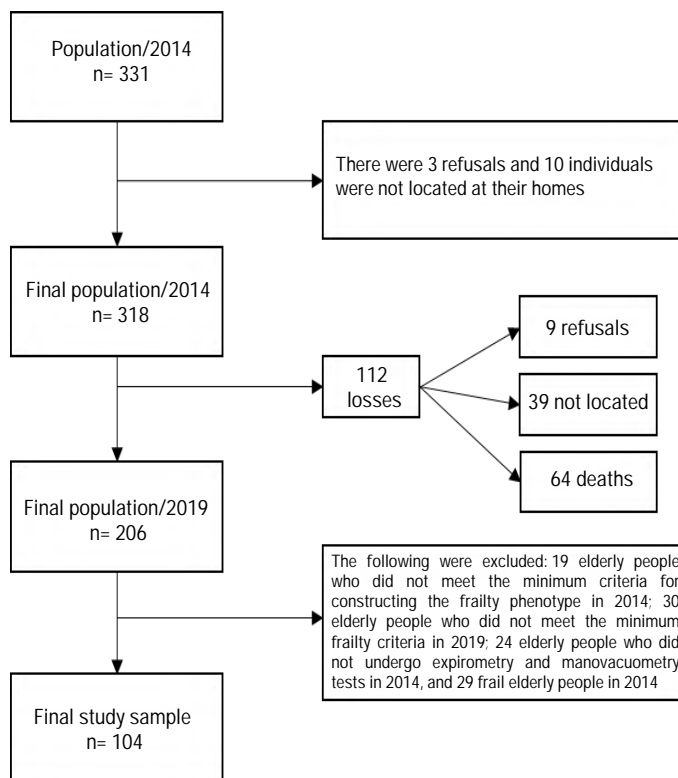 Population/2014
n= 331
There were 3 refusals and 10 individuals
were not located at their homes
Final population/2014
n= 318
112
losses
9 refusals
39 not located
64 deaths
Final population/2019
n= 206
The following were excluded: 19 elderly people
who did not meet the minimum criteria for
constructing the frailty phenotype in 2014; 30
elderly people who did not meet the minimum
frailty criteria in 2019; 24 elderly people who did
not undergo expirometry and manovacuometry
tests in 2014, and 29 frail elderly people in 2014
Final study sample
n= 104